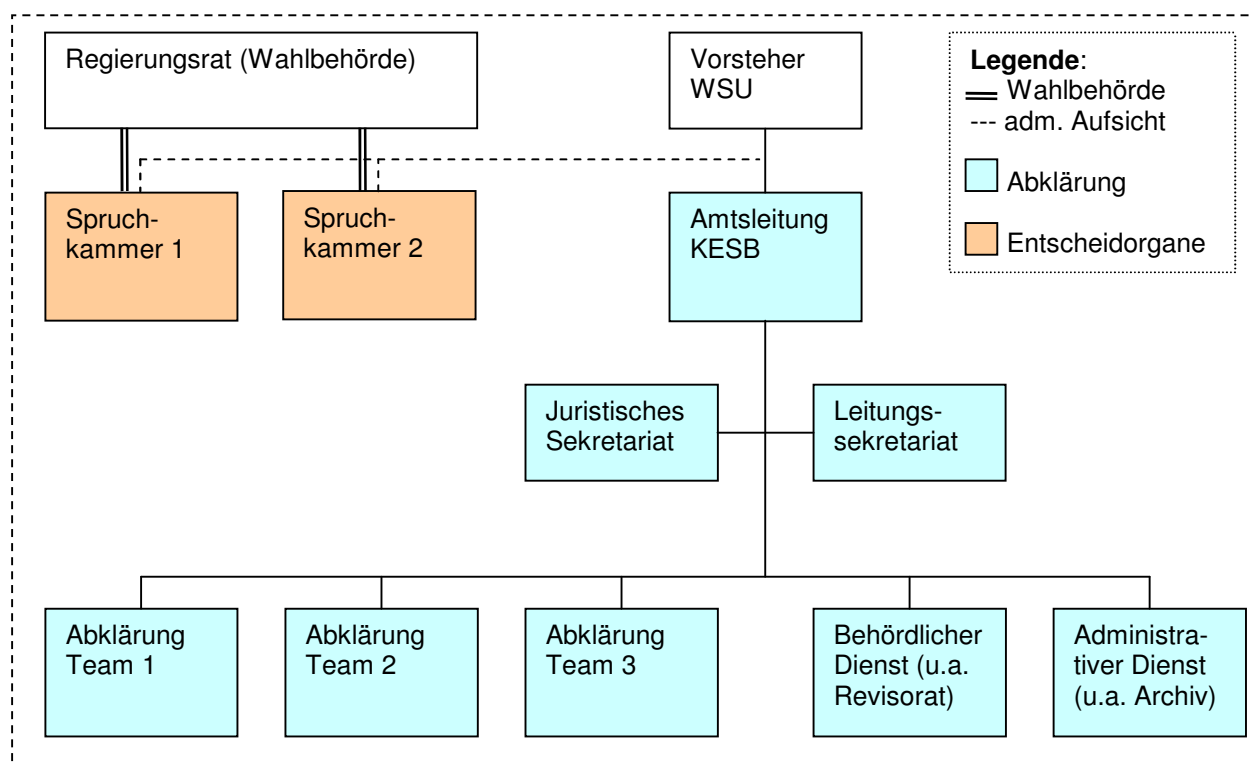 Regierungsrat (Wahlbehörde)
Vorsteher
WSU
Legende:
Wahlbehörde
--- adm. Aufsicht
Abklärung
Entscheidorgane
Spruch-
kammer 1
Spruch-
kammer 2
Amtsleitung
KESB
Juristisches
Sekretariat
Leitungs-
sekretariat
Abklärung
Team 1
Abklärung
Team 2
Abklärung
Team 3
Behördlicher
Dienst (u.a.
Revisorat)
Administra-
tiver Dienst
(u.a. Archiv)